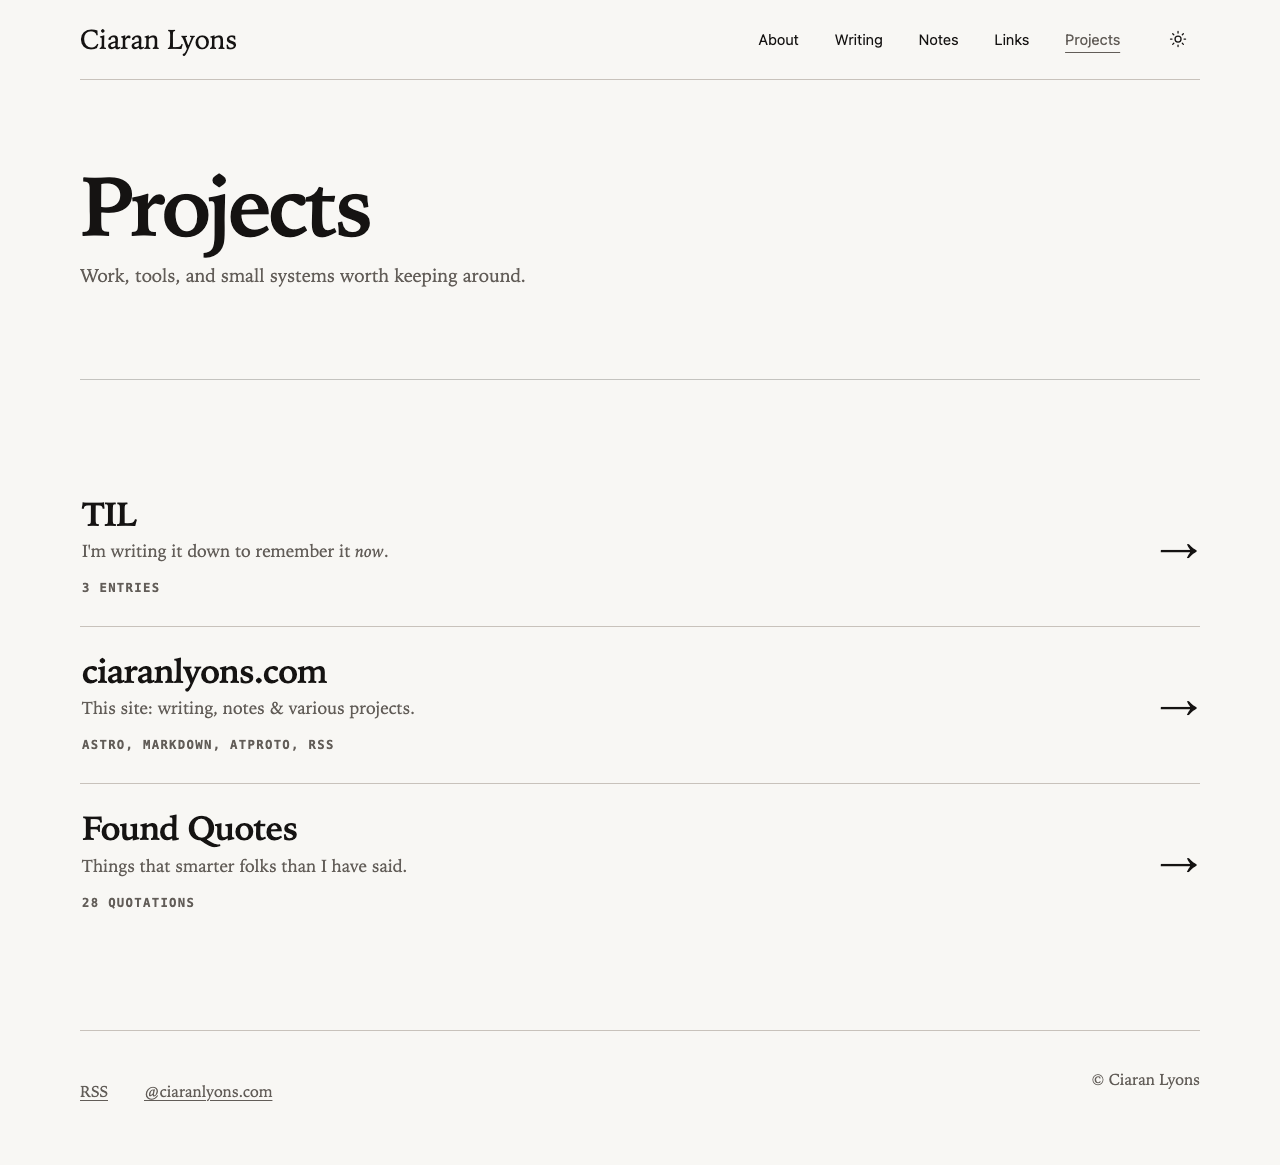 Ciaran Lyons
About Writing Notes Links Projects
Projects
Work, tools, and small systems worth keeping around.
TIL
I'm writing it down to remember it now.
3 ENTRIES
ciaranlyons.com
This site: writing, notes & various projects.
ASTRO, MARKDOWN, ATPROTO, RSS
Found Quotes
Things that smarter folks than I have said.
28 QUOTATIONS
RSS @ciaranlyons.com
© Ciaran Lyons